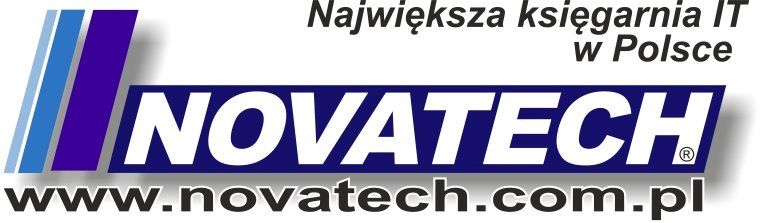 Największa księgarnia IT
w Polsce
NOVATECH®
www.novatech.com.pl